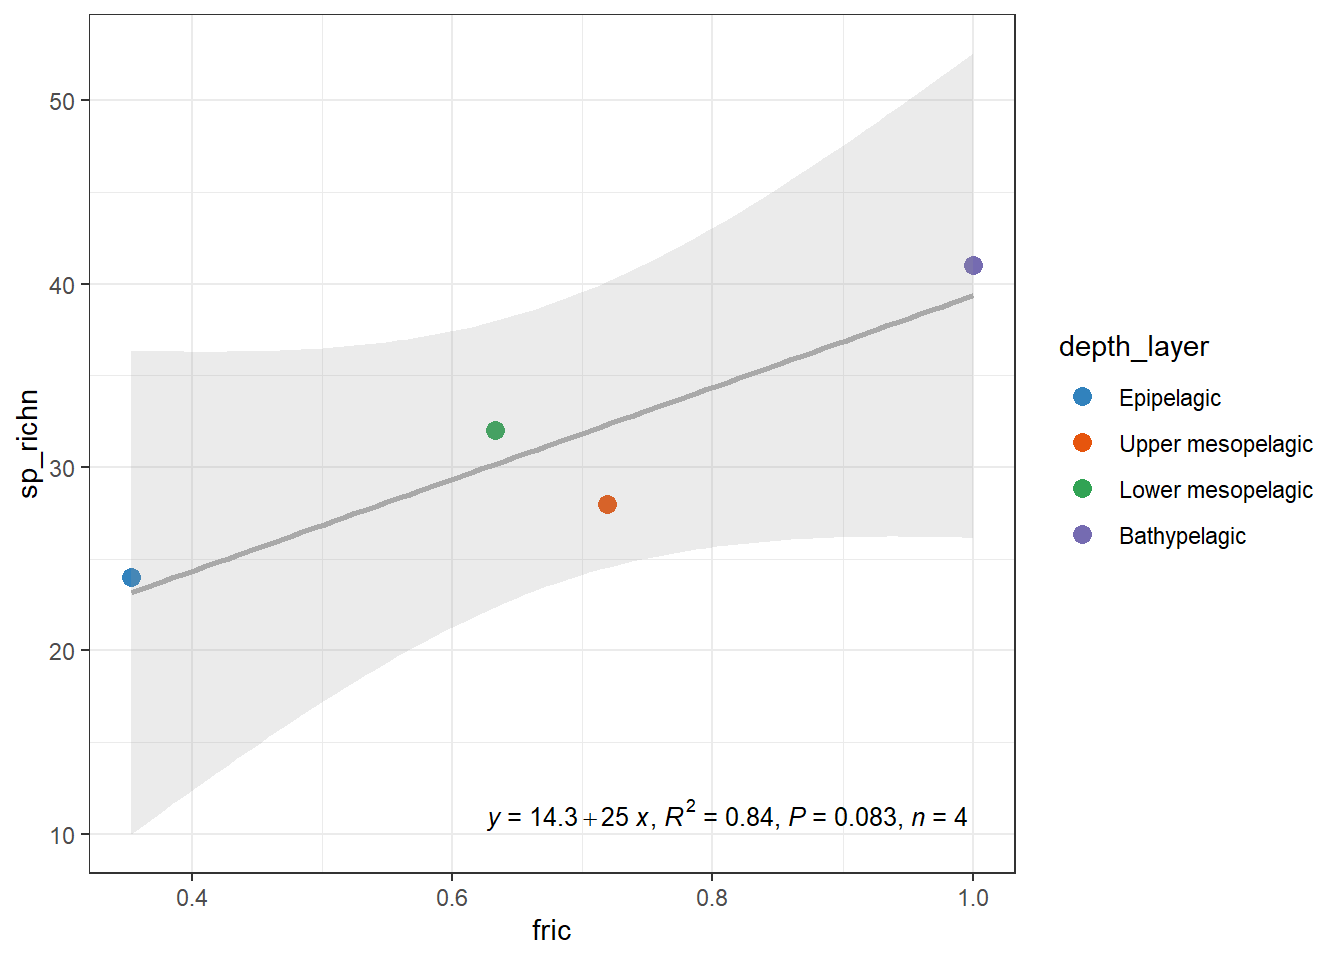 50
40
30
20
10
sp_richn
y = 14.3+25 x, R² = 0.84, P = 0.083, n = 4
0.4 0.6 0.8 1.0
fric
depth_layer
Epipelagic
Upper mesopelagic
Lower mesopelagic
Bathypelagic